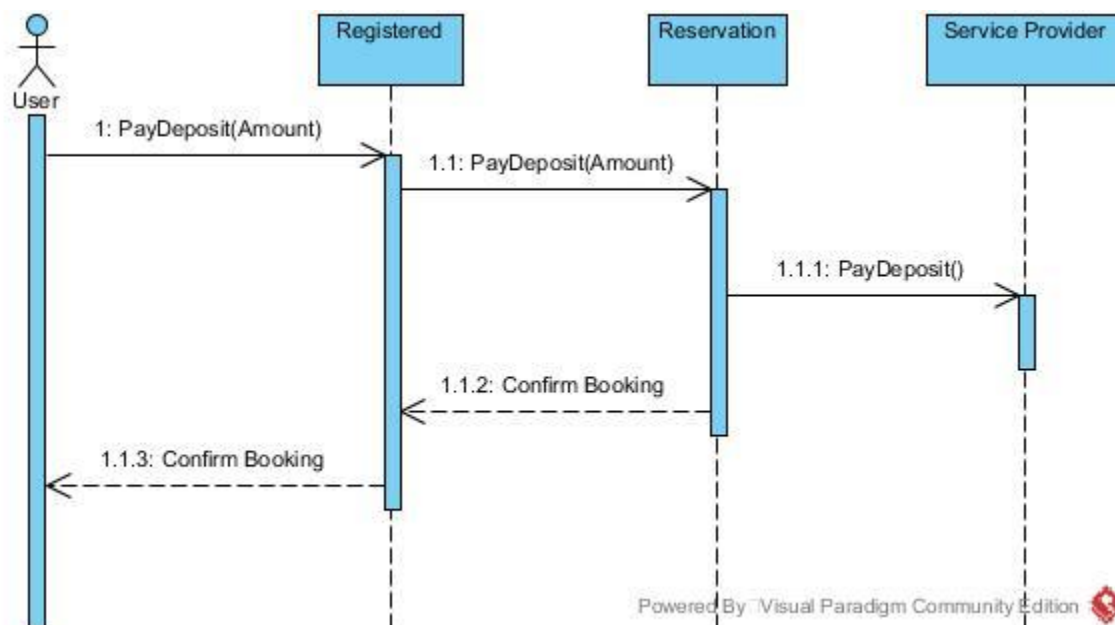 Registered
Reservation
Service Provider
User
1: PayDeposit(Amount)
1.1: PayDeposit(Amount)
1.1.1: PayDeposit()
1.1.2: Confirm Booking
1.1.3: Confirm Booking
Powered By Visual Paradigm Community Edition